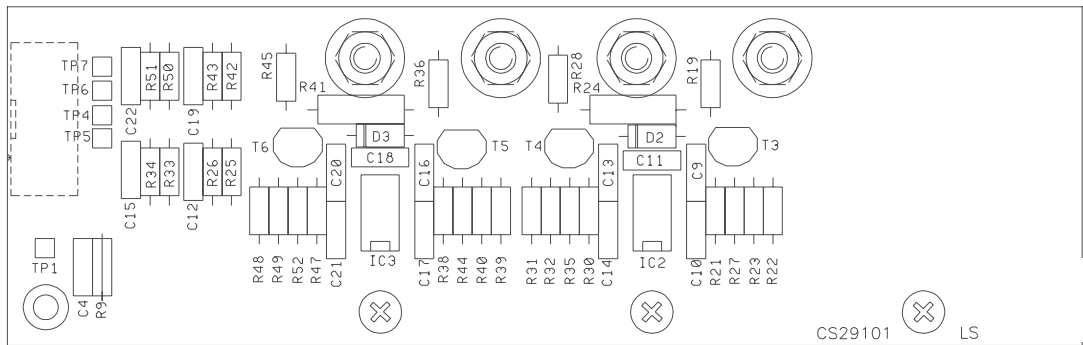 TP7
TP6
TP4
TP5
C22
R51
R50
C19
R43
R42
R45
R41
R36
R28
R24
R19
T6
D3
C18
T5
T4
D2
C11
T3
C15
R34
R33
C12
R26
R25
C20
C16
C13
C9
TP1
C4
R9
R48
R49
R52
R47
C21
IC3
C17
R38
R44
R40
R39
R31
R32
R35
R30
C14
IC2
C10
R21
R27
R23
R22
CS29101
LS